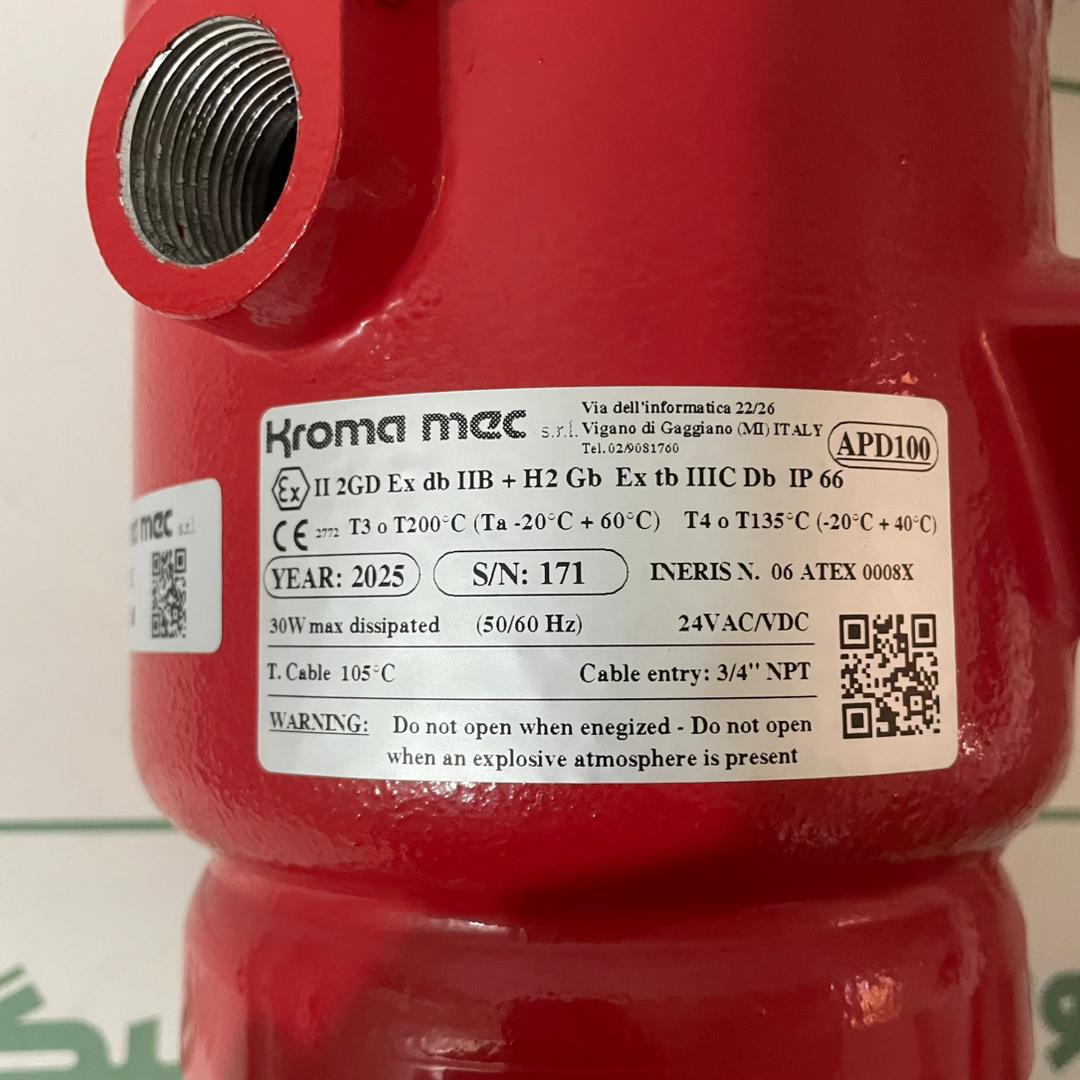 Kroma mec s.r.l.
Via dell'informatica 22/26
Vigano di Gaggiano (MI) ITALY
Tel. 02/9081760
APD100
Ex II 2GD Ex db IIB + H2 Gb Ex tb IIIC Db IP 66
CE 2772 T3 o T200°C (Ta -20°C + 60°C) T4 o T135°C (-20°C + 40°C)
YEAR: 2025 S/N: 171 INERIS N. 06 ATEX 0008X
30W max dissipated (50/60 Hz) 24VAC/VDC
T. Cable 105°C Cable entry: 3/4" NPT
WARNING: Do not open when enegized - Do not open
when an explosive atmosphere is present
mec s.r.l.